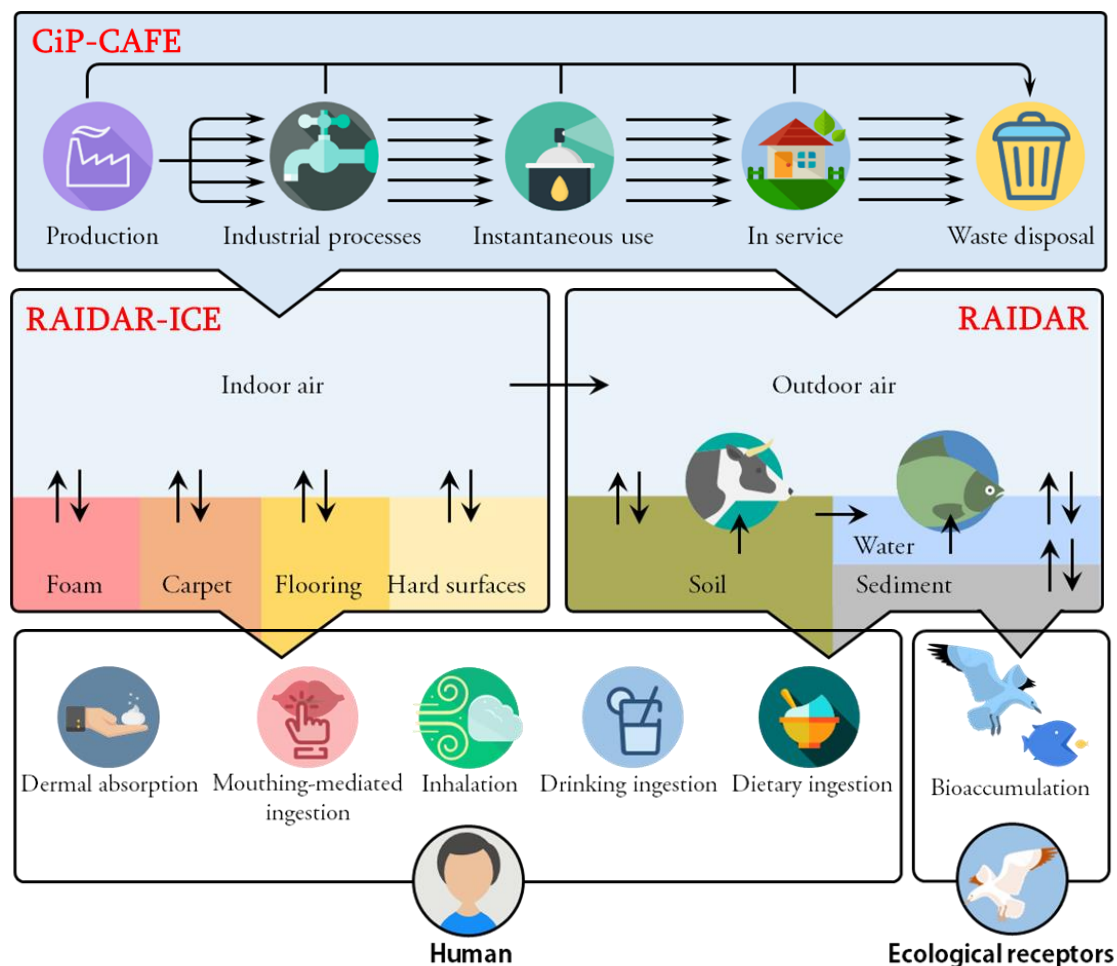 CiP-CAFE
Production
Industrial processes
Instantaneous use
In service
Waste disposal
RAIDAR-ICE
RAIDAR
Indoor air
Outdoor air
Foam
Carpet
Flooring
Hard surfaces
Soil
Water
Sediment
Dermal absorption
Mouthing-mediated
ingestion
Inhalation
Drinking ingestion
Dietary ingestion
Bioaccumulation
Human
Ecological receptors